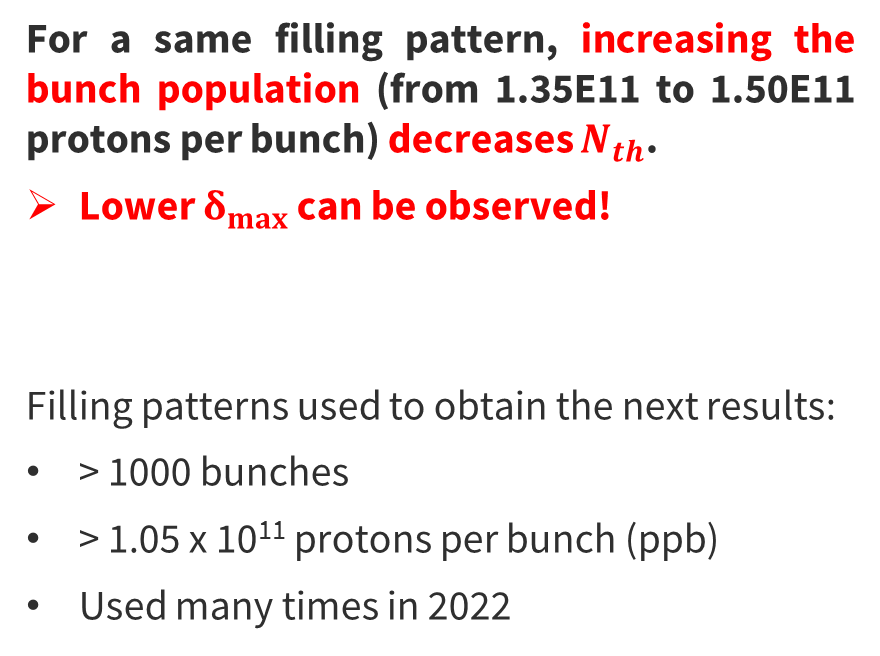 For a same filling pattern, increasing the
bunch population (from 1.35E11 to 1.50E11
protons per bunch) decreases N_th.
➢ Lower δ_max can be observed!
Filling patterns used to obtain the next results:
• > 1000 bunches
• > 1.05 x 10¹¹ protons per bunch (ppb)
• Used many times in 2022